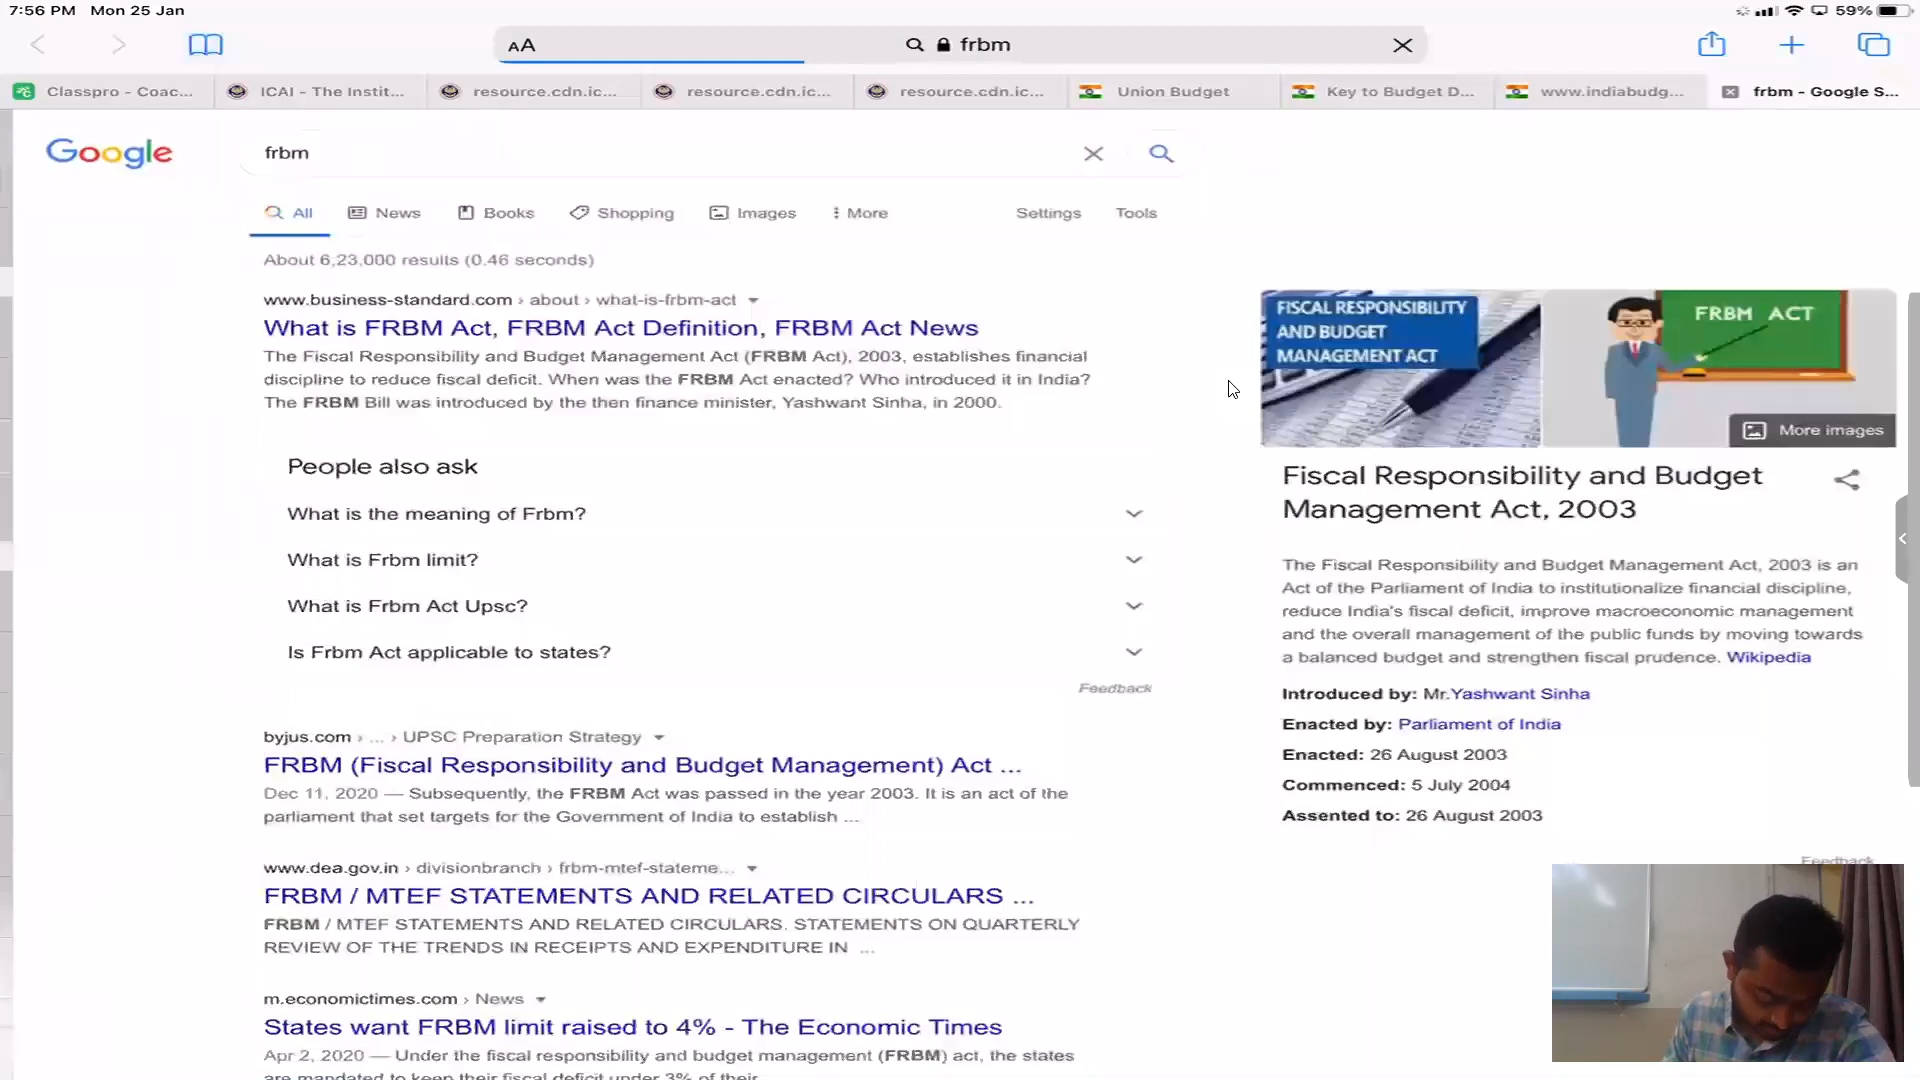 7:56 PM Mon 25 Jan
59%
AA
frbm
Classpro - Coac...
ICAI - The Instit...
resource.cdn.ic...
resource.cdn.ic...
resource.cdn.ic...
Union Budget
Key to Budget D...
www.indiabudg...
frbm - Google S...
Google
frbm
All
News
Books
Shopping
Images
More
Settings
Tools
About 6,23,000 results (0.46 seconds)
www.business-standard.com › about › what-is-frbm-act
What is FRBM Act, FRBM Act Definition, FRBM Act News
The Fiscal Responsibility and Budget Management Act (FRBM Act), 2003, establishes financial
discipline to reduce fiscal deficit. When was the FRBM Act enacted? Who introduced it in India?
The FRBM Bill was introduced by the then finance minister, Yashwant Sinha, in 2000.
People also ask
What is the meaning of Frbm?
What is Frbm limit?
What is Frbm Act Upsc?
Is Frbm Act applicable to states?
Feedback
byjus.com › ... › UPSC Preparation Strategy
FRBM (Fiscal Responsibility and Budget Management) Act ...
Dec 11, 2020 — Subsequently, the FRBM Act was passed in the year 2003. It is an act of the
parliament that set targets for the Government of India to establish ...
www.dea.gov.in › divisionbranch › frbm-mtef-stateme...
FRBM / MTEF STATEMENTS AND RELATED CIRCULARS ...
FRBM / MTEF STATEMENTS AND RELATED CIRCULARS. STATEMENTS ON QUARTERLY
REVIEW OF THE TRENDS IN RECEIPTS AND EXPENDITURE IN ...
m.economictimes.com › News
States want FRBM limit raised to 4% - The Economic Times
Apr 2, 2020 — Under the fiscal responsibility and budget management (FRBM) act, the states
are mandated to keep their fiscal deficit under 3% of their
FISCAL RESPONSIBILITY
AND BUDGET
MANAGEMENT ACT
FRBM ACT
More images
Fiscal Responsibility and Budget
Management Act, 2003
The Fiscal Responsibility and Budget Management Act, 2003 is an
Act of the Parliament of India to institutionalize financial discipline,
reduce India's fiscal deficit, improve macroeconomic management
and the overall management of the public funds by moving towards
a balanced budget and strengthen fiscal prudence. Wikipedia
Introduced by: Mr.Yashwant Sinha
Enacted by: Parliament of India
Enacted: 26 August 2003
Commenced: 5 July 2004
Assented to: 26 August 2003
Feedback